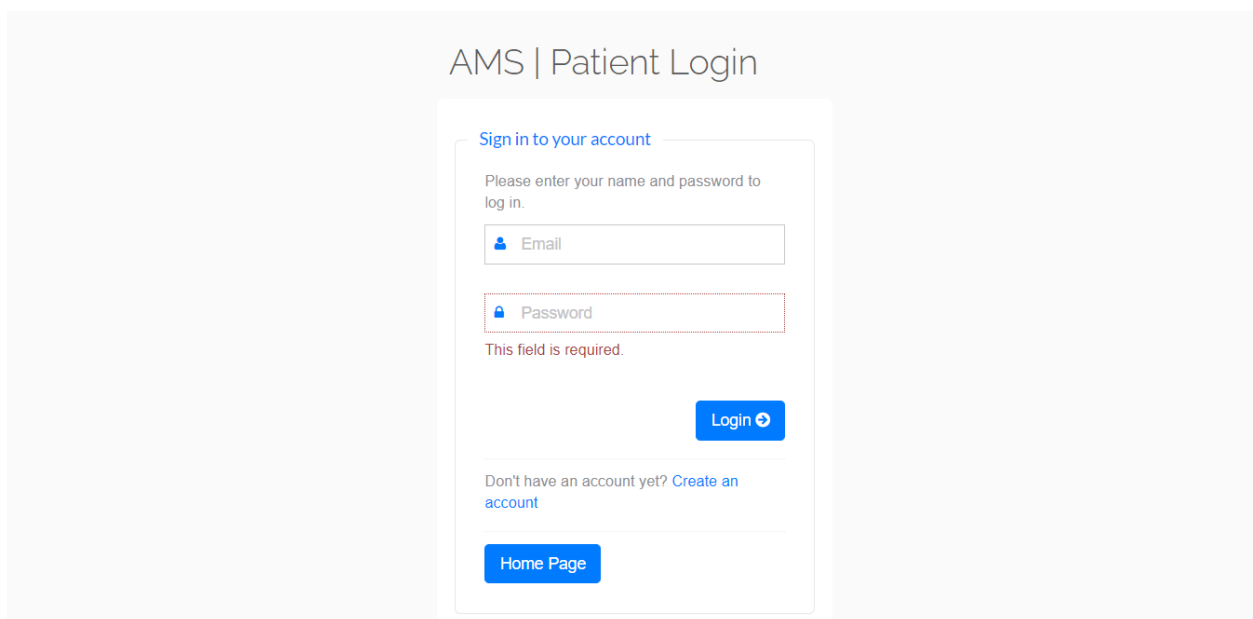 AMS | Patient Login
Sign in to your account
Please enter your name and password to
log in.
Email
Password
This field is required.
Login
Don't have an account yet? Create an
account
Home Page